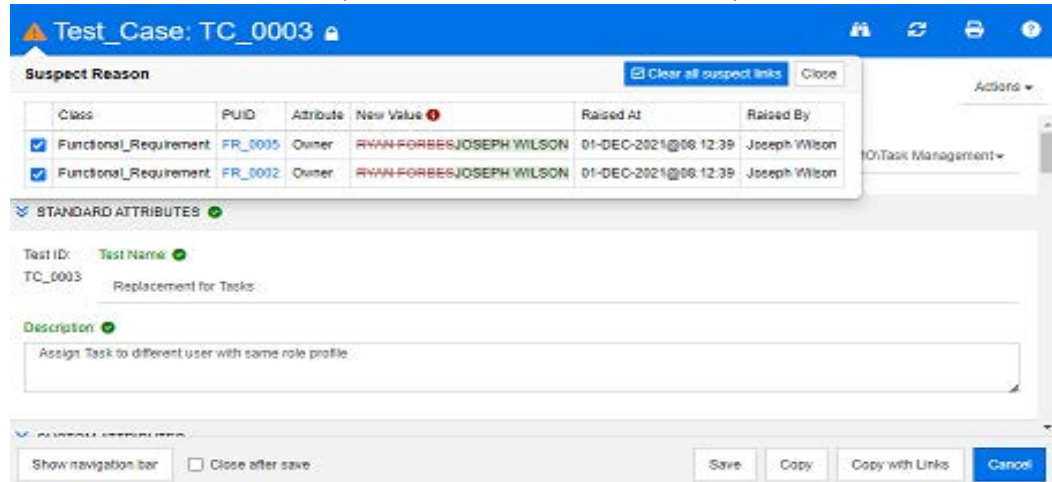 Test_Case: TC_0003
Suspect Reason
Clear all suspect links
Close
Actions
Class PUID Attribute New Value Raised At Raised By
Functional_Requirement FR_0005 Owner RYAN FORBESJOSEPH WILSON 01-DEC-2021@08:12:39 Joseph Wilson
Functional_Requirement FR_0002 Owner RYAN FORBESJOSEPH WILSON 01-DEC-2021@08:12:39 Joseph Wilson
Task Management
STANDARD ATTRIBUTES
Test ID: Test Name:
TC_0003 Replacement for Tasks
Description:
Assign Task to different user with same role profile
CUSTOM ATTRIBUTES
Show navigation bar Close after save Save Copy Copy with Links Cancel